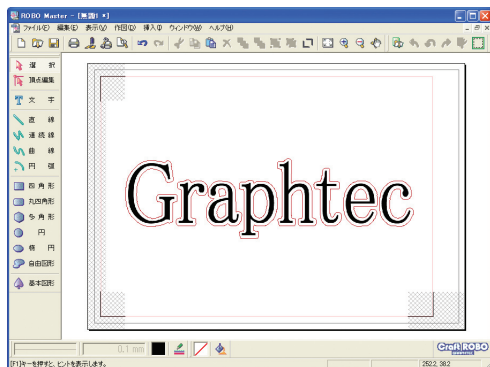 ROBO Master - [無題1 *]
ファイル(F) 編集(E) 表示(V) 作図(D) 挿入(I) ウィンドウ(W) ヘルプ(H)
選 択
頂点編集
文 字
直 線
連 続 線
曲 線
円 弧
四 角 形
丸四角形
多 角 形
円
楕 円
自由図形
基本図形
Graphtec
0.1 mm
Craft ROBO
GRAPHTEC
[F1]キーを押すと、ヒントを表示します。
252.2, 38.2